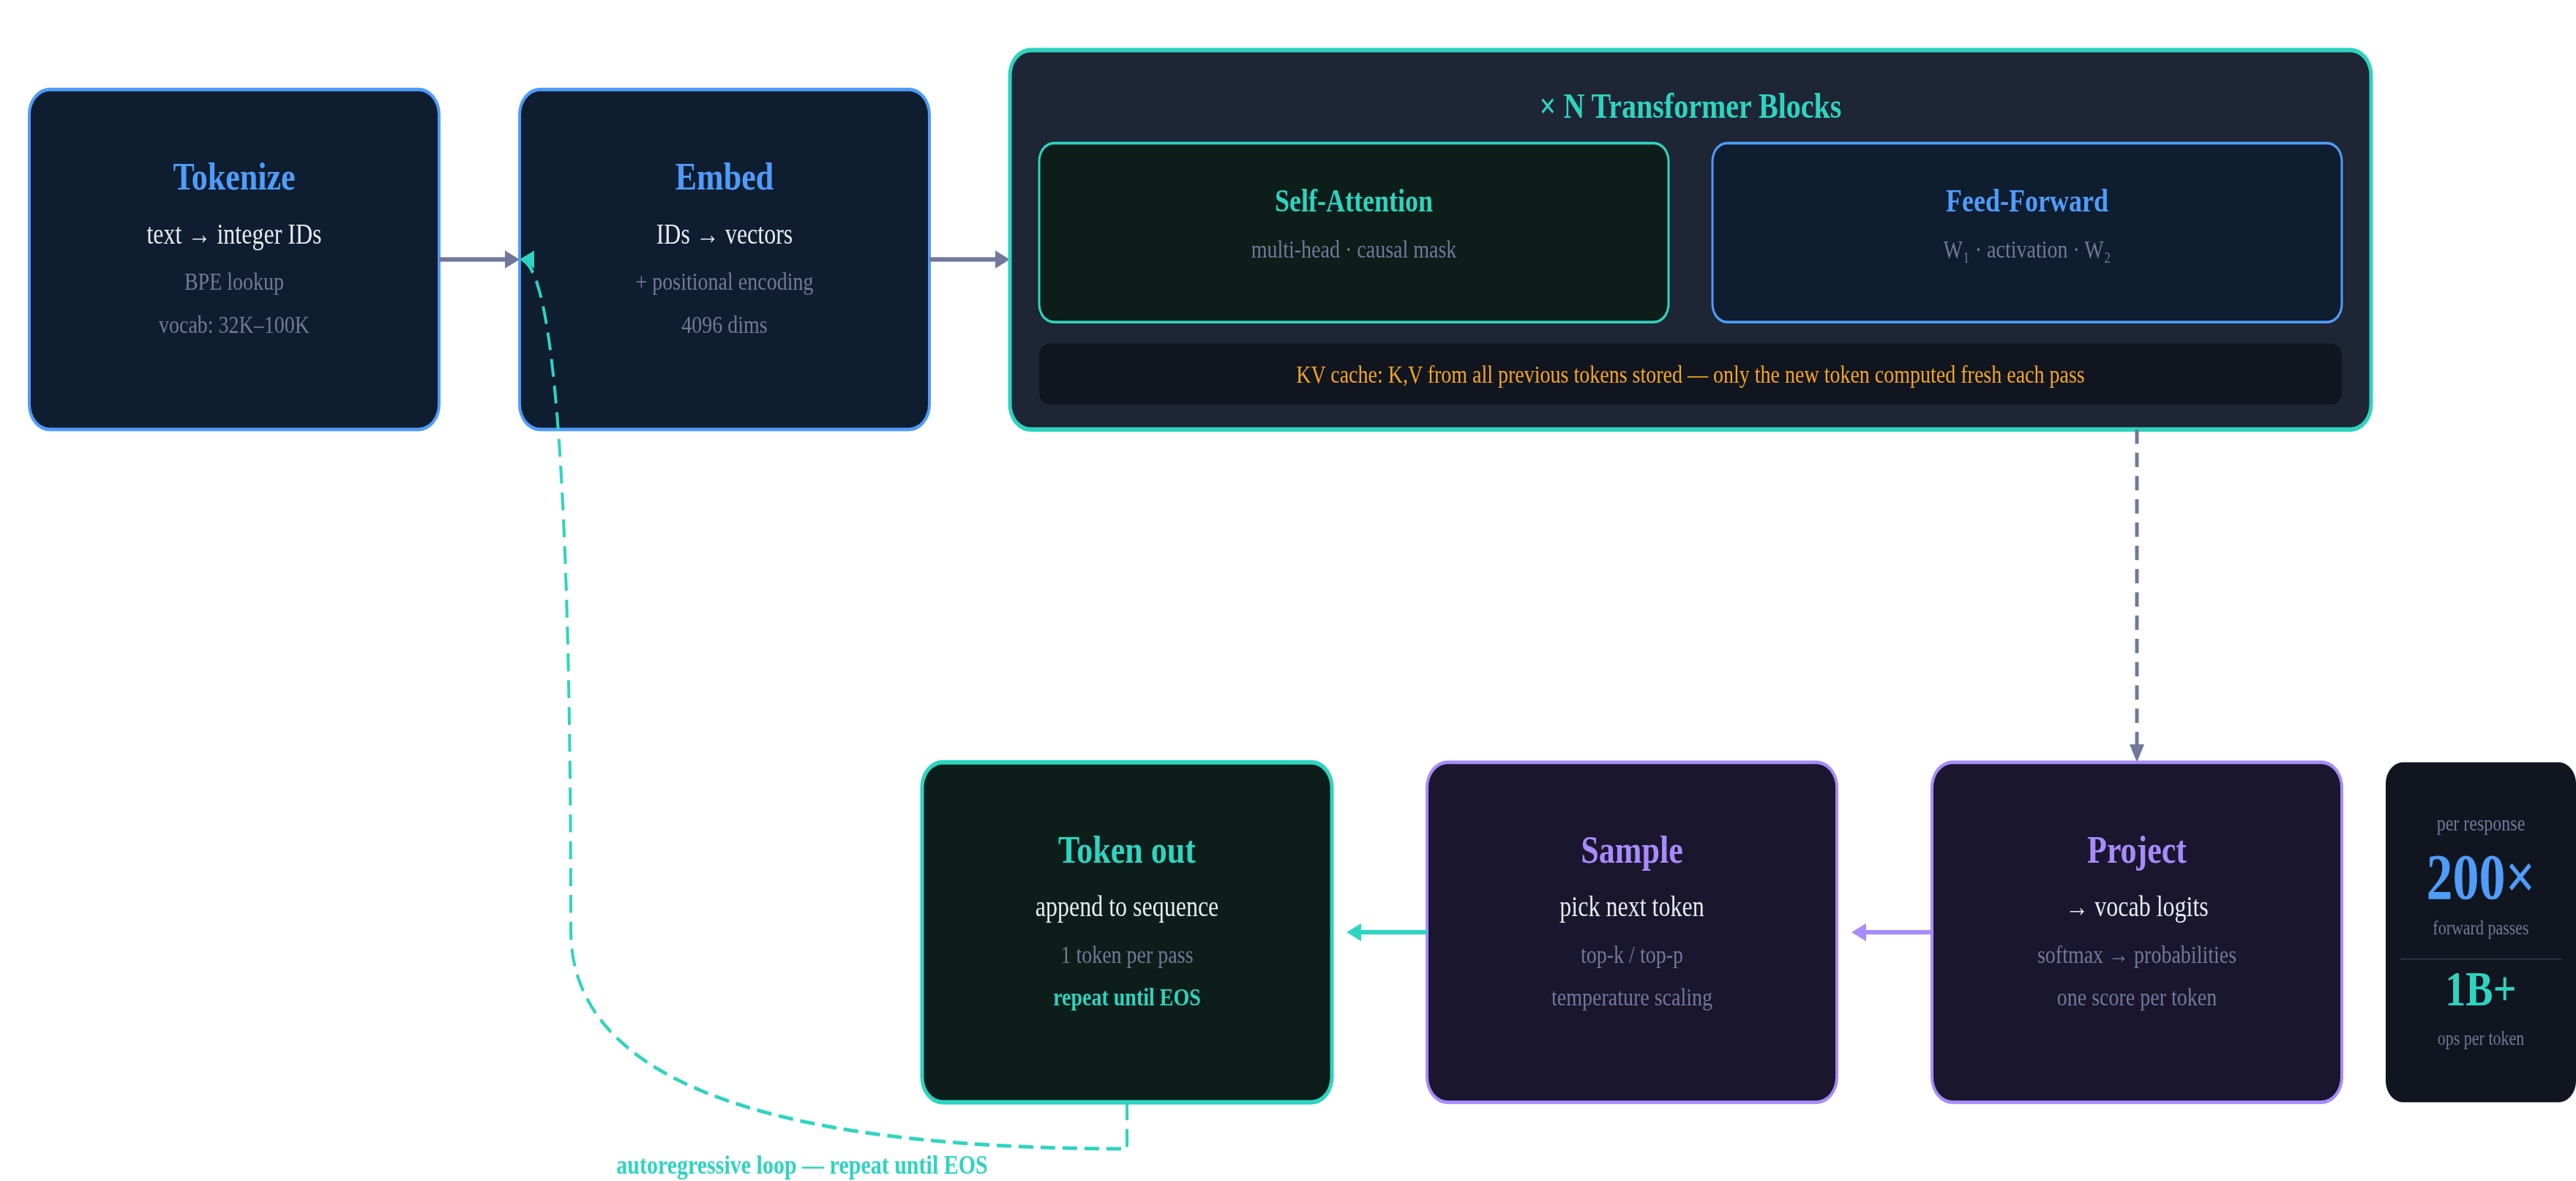 Tokenize
text → integer IDs
BPE lookup
vocab: 32K–100K
Embed
IDs → vectors
+ positional encoding
4096 dims
× N Transformer Blocks
Self-Attention
multi-head · causal mask
Feed-Forward
W₁ · activation · W₂
KV cache: K,V from all previous tokens stored — only the new token computed fresh each pass
Token out
append to sequence
1 token per pass
repeat until EOS
Sample
pick next token
top-k / top-p
temperature scaling
Project
→ vocab logits
softmax → probabilities
one score per token
per response
200×
forward passes
1B+
ops per token
autoregressive loop — repeat until EOS